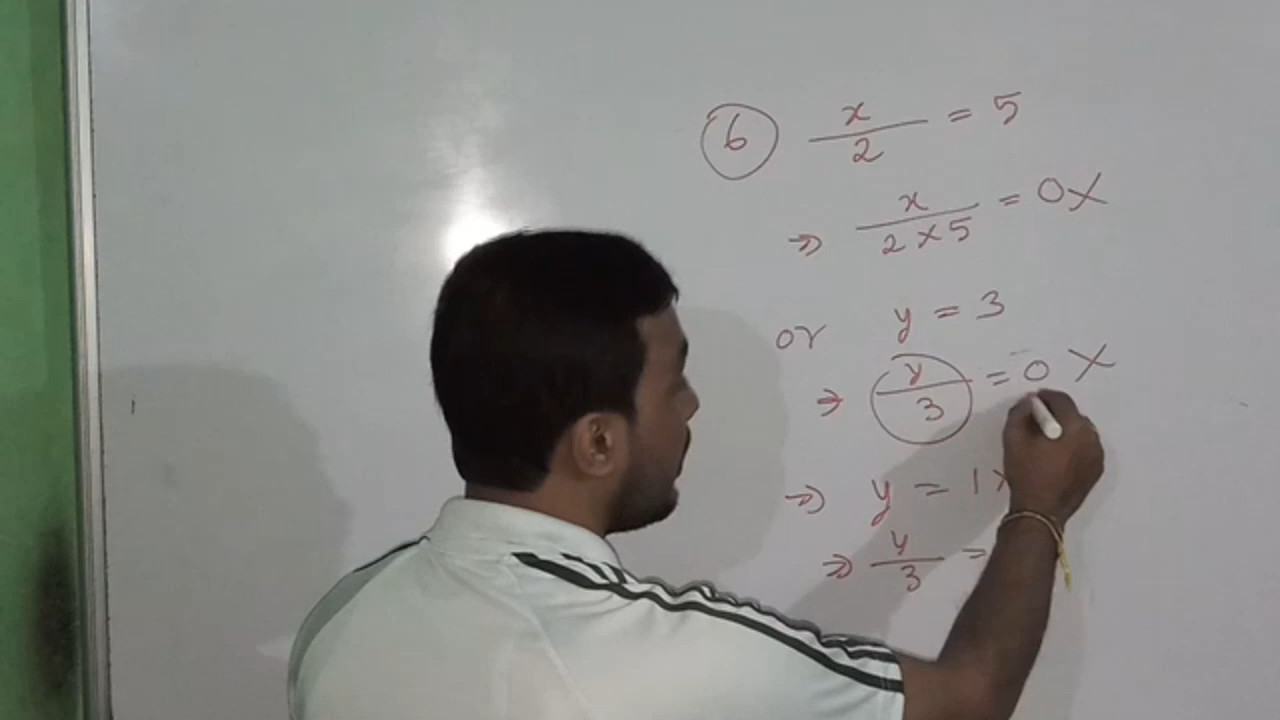 6 x/2 = 5
⇒ x/(2×5) = 0 X
or y = 3
⇒ y/3 = 0 X
⇒ y = 1×
⇒ y/3 =